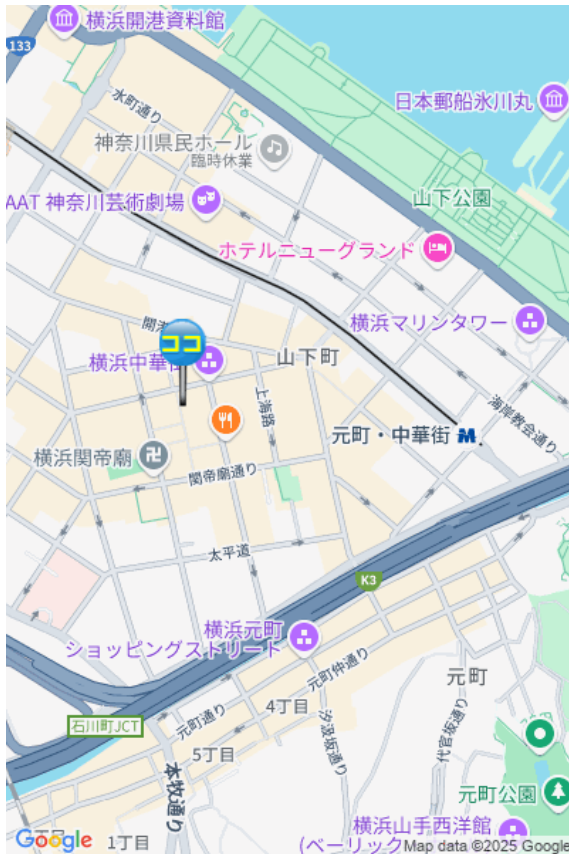 横浜開港資料館
133
水町通り
日本郵船氷川丸
神奈川県民ホール
臨時休業
山下公園
AAT 神奈川芸術劇場
ホテルニューグランド
横浜マリンタワー
開港
ココ
横浜中華街
山下町
上海路
海岸教会通り
元町・中華街
横浜関帝廟
関帝廟通り
太平道
K3
横浜元町
ショッピングストリート
元町仲通り
元町
石川町JCT
元町通り
4丁目
汐汲坂通り
代官坂通り
5丁目
本牧通り
元町公園
横浜山手西洋館
(ベーリック
Google
1丁目
Map data ©2025 Google